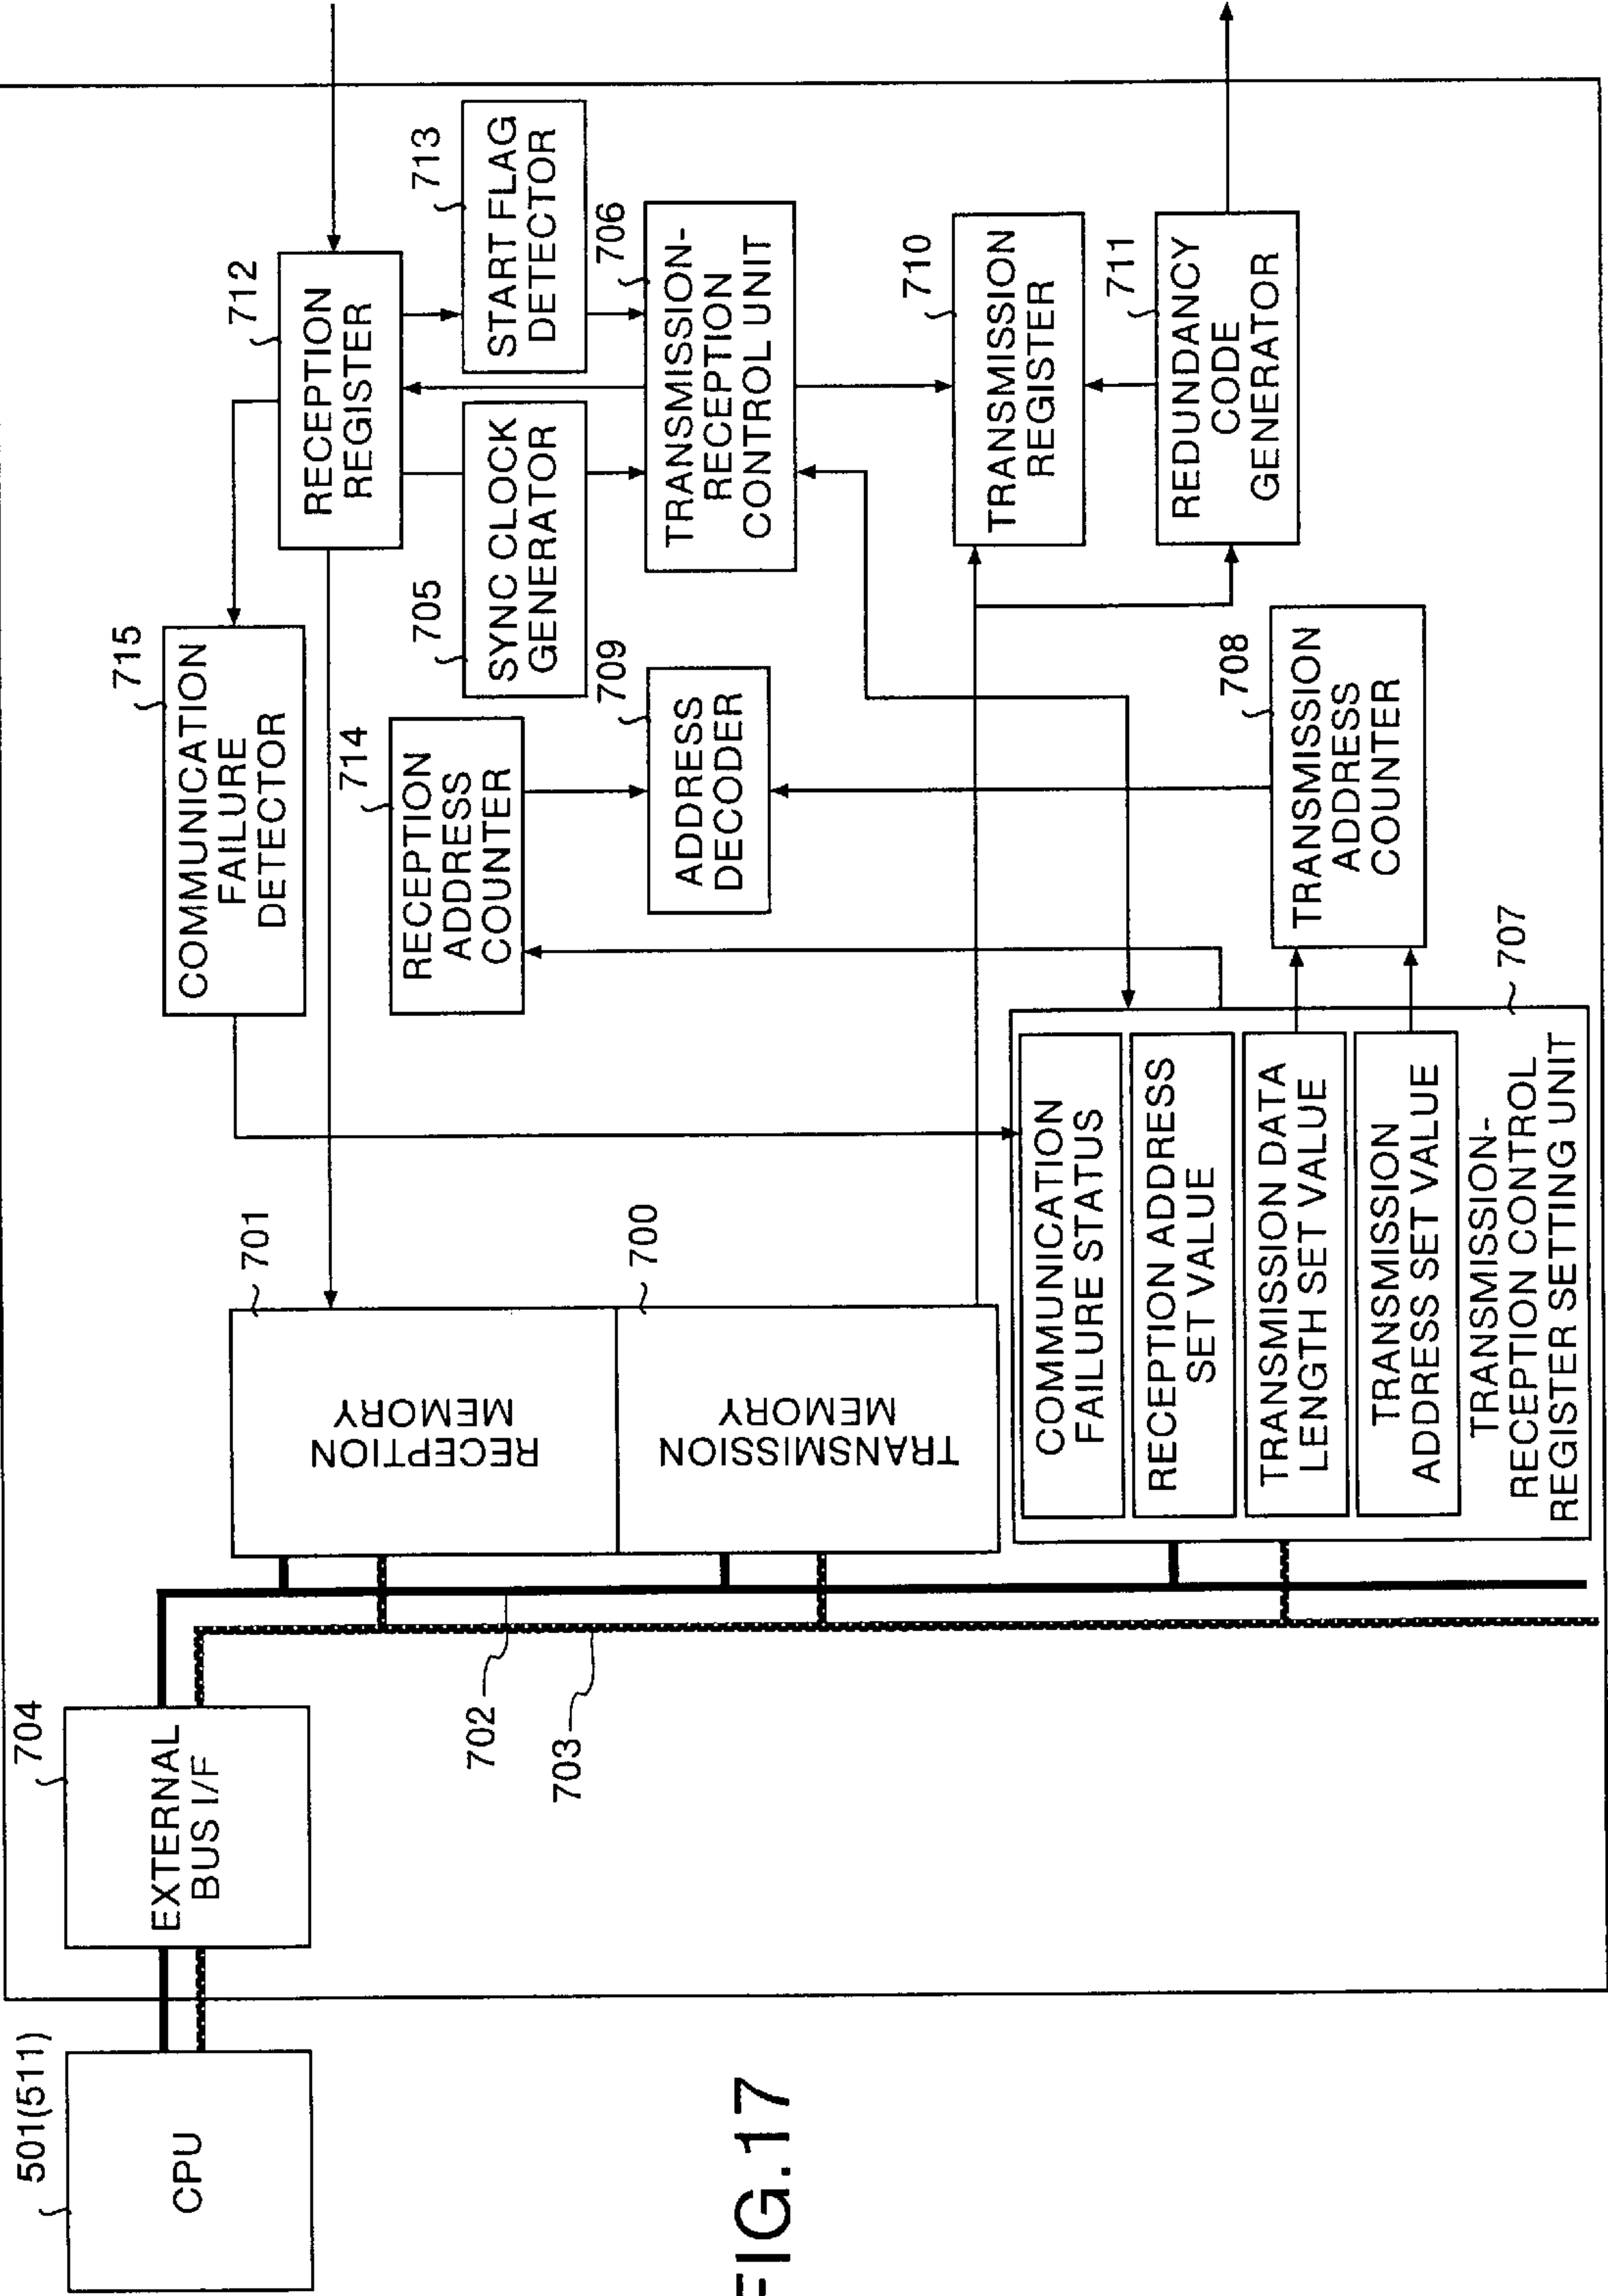 501(511)
CPU
704
EXTERNAL
BUS I/F
702
703
701
RECEPTION
MEMORY
700
TRANSMISSION
MEMORY
COMMUNICATION
FAILURE STATUS
RECEPTION ADDRESS
SET VALUE
TRANSMISSION DATA
LENGTH SET VALUE
TRANSMISSION
ADDRESS SET VALUE
TRANSMISSION-
RECEPTION CONTROL
REGISTER SETTING UNIT
707
715
COMMUNICATION
FAILURE
DETECTOR
714
RECEPTION
ADDRESS
COUNTER
709
ADDRESS
DECODER
708
TRANSMISSION
ADDRESS
COUNTER
712
RECEPTION
REGISTER
705
SYNC CLOCK
GENERATOR
713
START FLAG
DETECTOR
706
TRANSMISSION-
RECEPTION
CONTROL UNIT
710
TRANSMISSION
REGISTER
711
REDUNDANCY
CODE
GENERATOR
FIG.17